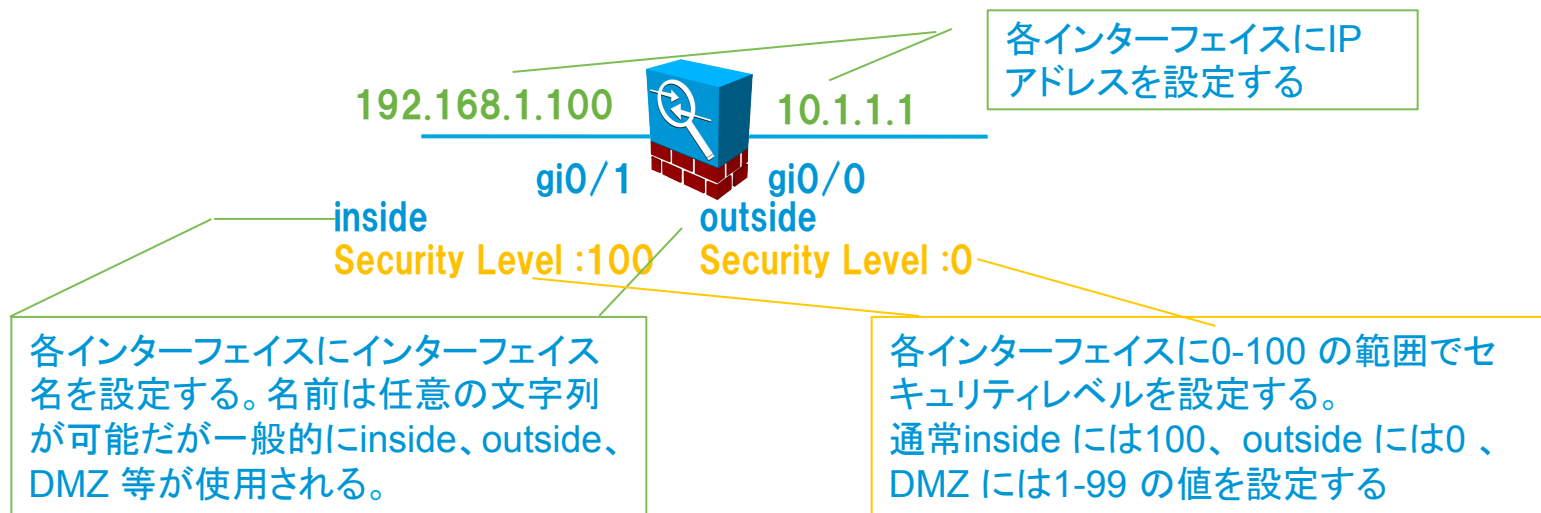 各インターフェイスにIP
アドレスを設定する
192.168.1.100
10.1.1.1
gi0/1
gi0/0
inside
outside
Security Level :100
Security Level :0
各インターフェイスにインターフェイス
名を設定する。名前は任意の文字列
が可能だが一般的にinside、outside、
DMZ 等が使用される。
各インターフェイスに0-100 の範囲でセ
キュリティレベルを設定する。
通常inside には100、outside には0 、
DMZ には1-99 の値を設定する